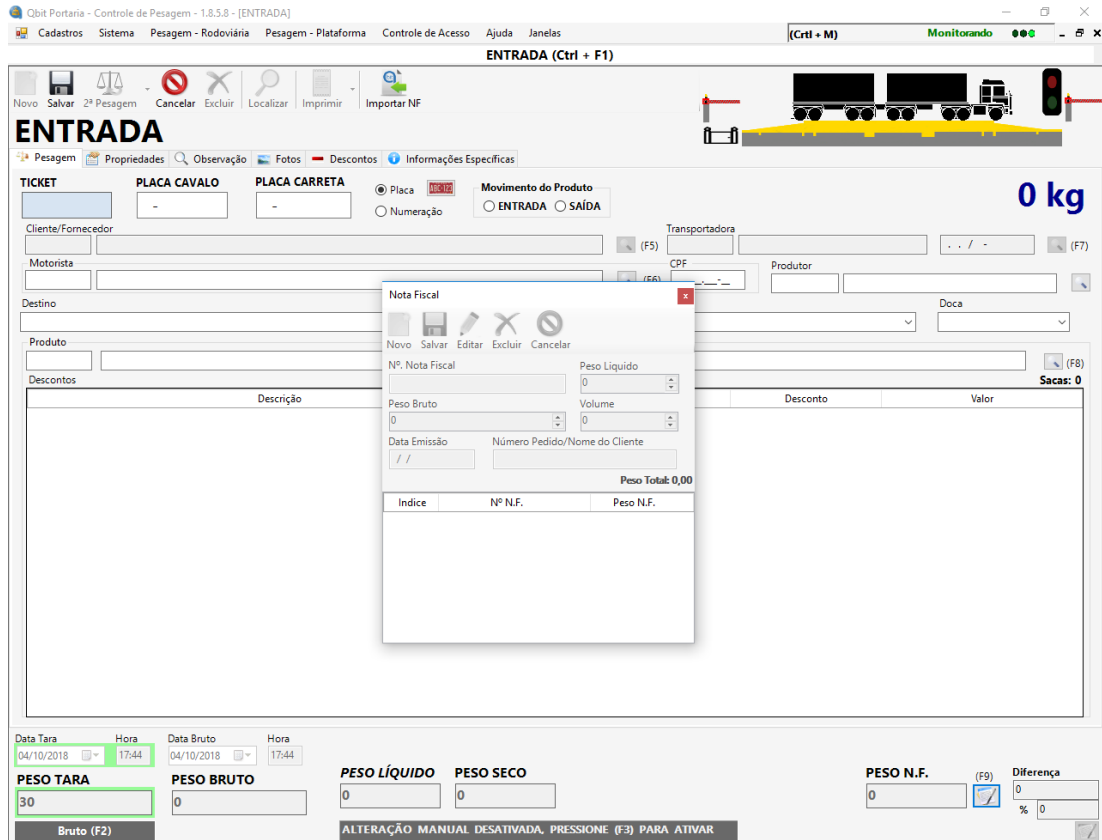 Qbit Portaria - Controle de Pesagem - 1.8.5.8 - [ENTRADA]
Cadastros Sistema Pesagem - Rodoviária Pesagem - Plataforma Controle de Acesso Ajuda Janelas (Crtl + M) Monitorando
ENTRADA (Ctrl + F1)
Novo Salvar 2ª Pesagem Cancelar Excluir Localizar Imprimir Importar NF
ENTRADA
Pesagem Propriedades Observação Fotos Descontos Informações Específicas
TICKET PLACA CAVALO PLACA CARRETA Placa ABC-123 Movimento do Produto
- - ENTRADA SAÍDA 0 kg
Numeração
Cliente/Fornecedor Transportadora
(F5) . . / - (F7)
Motorista CPF Produtor
(F6) __.__-__
Destino Doca
Produto
(F8)
Descontos Sacas: 0
Descrição Desconto Valor
Nota Fiscal x
Novo Salvar Editar Excluir Cancelar
Nº. Nota Fiscal Peso Liquido
0
Peso Bruto Volume
0 0
Data Emissão Número Pedido/Nome do Cliente
/ /
Peso Total: 0,00
Indice Nº N.F. Peso N.F.
Data Tara Hora Data Bruto Hora
04/10/2018 17:44 04/10/2018 17:44
PESO TARA PESO BRUTO PESO LÍQUIDO PESO SECO PESO N.F. (F9) Diferença
30 0 0 0 0 0
% 0
Bruto (F2) ALTERAÇÃO MANUAL DESATIVADA, PRESSIONE (F3) PARA ATIVAR